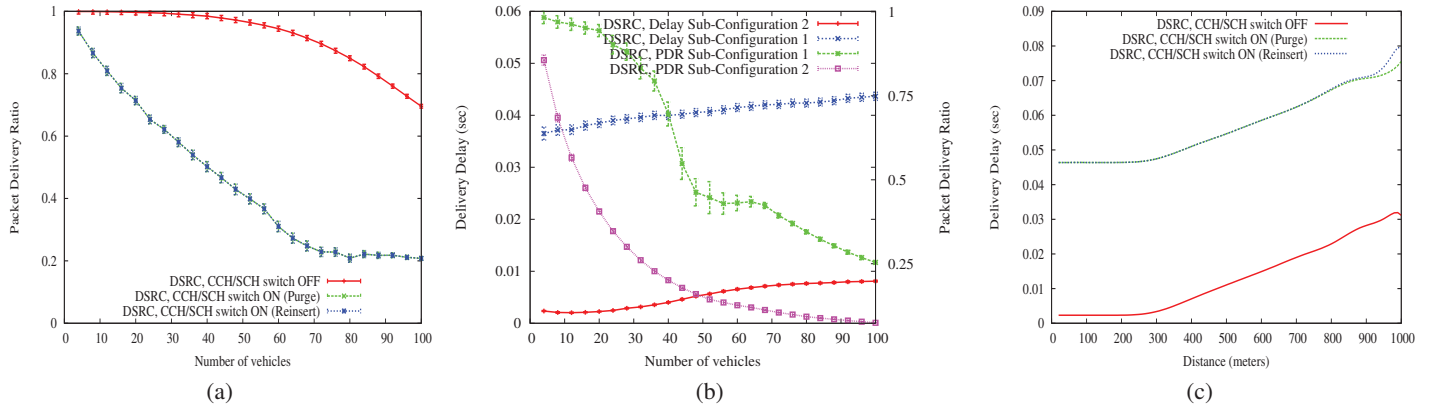 1
0.8
0.6
0.4
0.2
0
Packet Delivery Ratio
DSRC, CCH/SCH switch OFF
DSRC, CCH/SCH switch ON (Purge)
DSRC, CCH/SCH switch ON (Reinsert)
0 10 20 30 40 50 60 70 80 90 100
Number of vehicles
(a)
0.06
0.05
0.04
0.03
0.02
0.01
0
Delivery Delay (sec)
DSRC, Delay Sub-Configuration 2
DSRC, Delay Sub-Configuration 1
DSRC, PDR Sub-Configuration 1
DSRC, PDR Sub-Configuration 2
1
0.75
0.5
0.25
Packet Delivery Ratio
0 10 20 30 40 50 60 70 80 90 100
Number of vehicles
(b)
0.09
0.08
0.07
0.06
0.05
0.04
0.03
0.02
0.01
0.00
Delivery Delay (sec)
DSRC, CCH/SCH switch OFF
DSRC, CCH/SCH switch ON (Purge)
DSRC, CCH/SCH switch ON (Reinsert)
0 100 200 300 400 500 600 700 800 900 1000
Distance (meters)
(c)